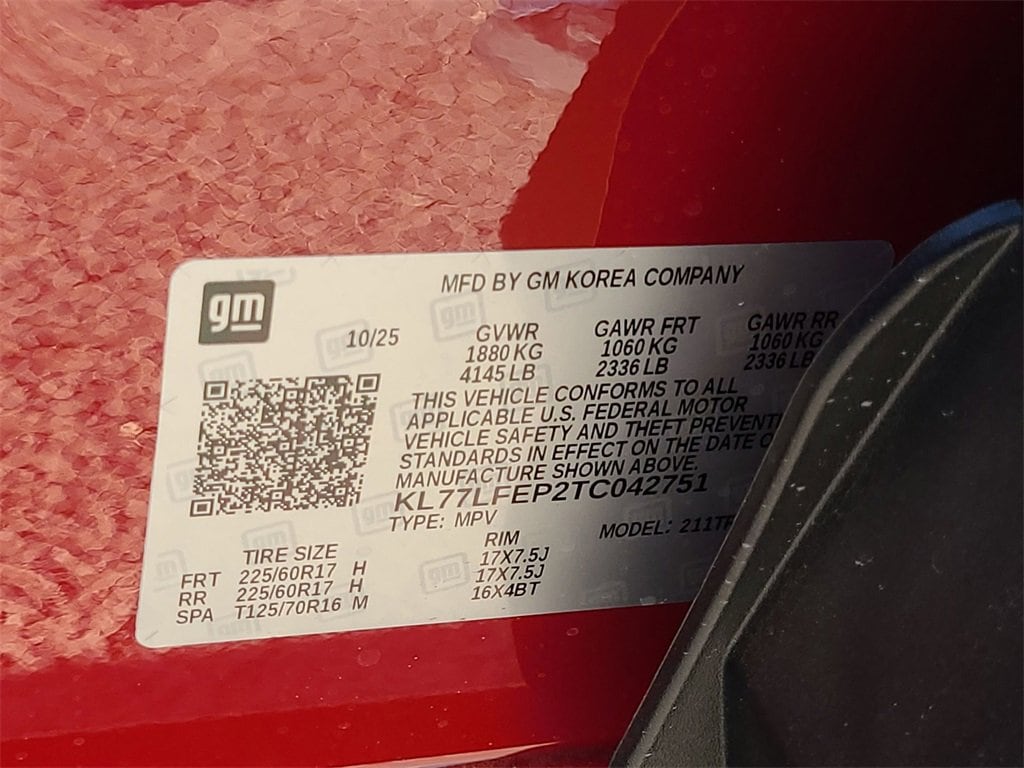 gm
MFD BY GM KOREA COMPANY
10/25 GVWR GAWR FRT GAWR RR
1880 KG 1060 KG 1060 KG
4145 LB 2336 LB 2336 LB
THIS VEHICLE CONFORMS TO ALL
APPLICABLE U.S. FEDERAL MOTOR
VEHICLE SAFETY AND THEFT
STANDARDS IN EFFECT ON THE DATE
MANUFACTURE SHOWN ABOVE.
KL77LFEP2TC042751
TYPE: MPV MODEL:
TIRE SIZE RIM
FRT 225/60R17 H 17X7.5J
RR 225/60R17 H 17X7.5J
SPA T125/70R16 M 16X4BT